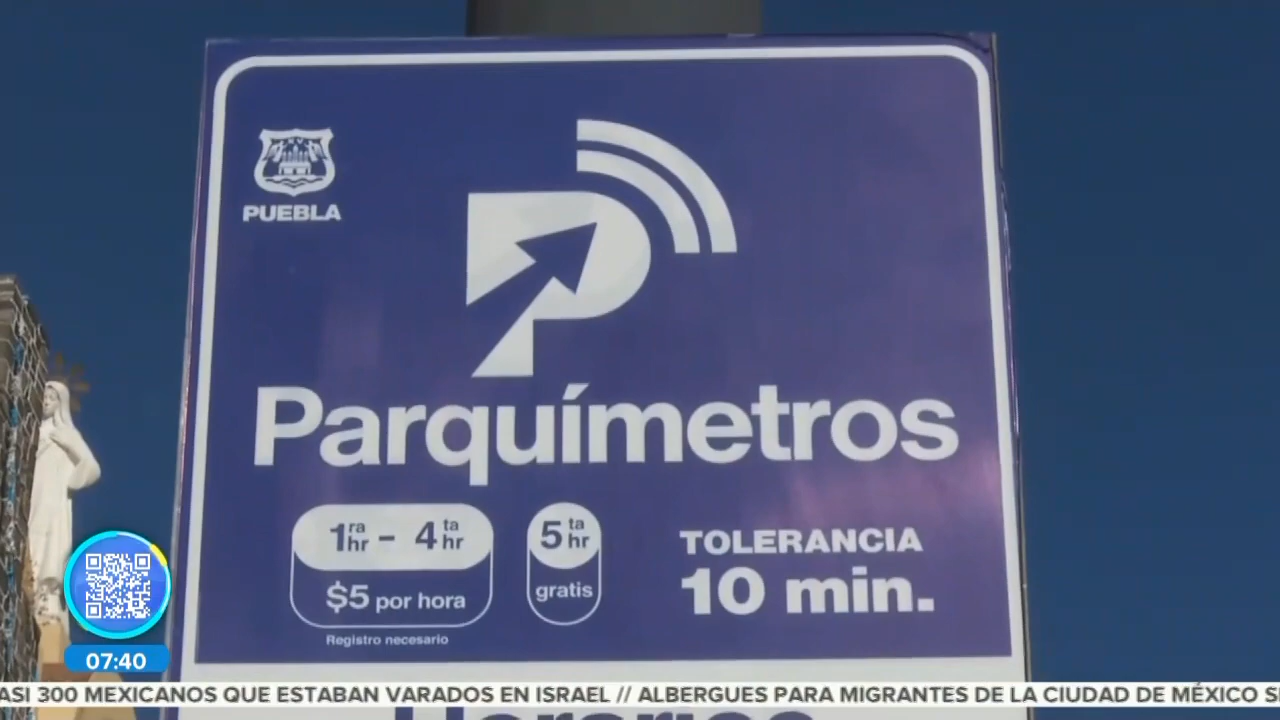 PUEBLA
Parquímetros
1ra hr - 4ta hr
$5 por hora
Registro necesario
5ta hr
gratis
TOLERANCIA
10 min.
07:40
ASI 300 MEXICANOS QUE ESTABAN VARADOS EN ISRAEL // ALBERGUES PARA MIGRANTES DE LA CIUDAD DE MÉXICO S
Horarios